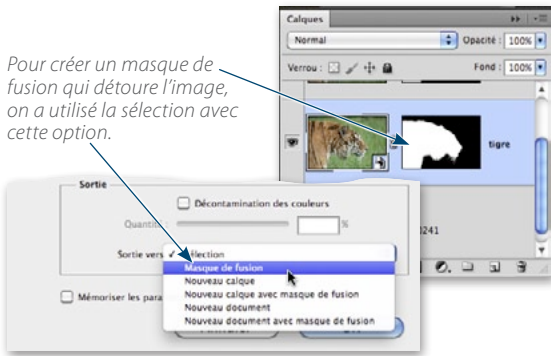 Calques
Normal
Opacité : 100%
Verrou :
Fond : 100%
Pour créer un masque de
fusion qui détoure l'image,
on a utilisé la sélection avec
cette option.
tigre
0241
Sortie
Décontamination des couleurs
Quantité : %
Sortie vers ✓ Sélection
Masque de fusion
Nouveau calque
Nouveau calque avec masque de fusion
Nouveau document
Nouveau document avec masque de fusion
Mémoriser les para